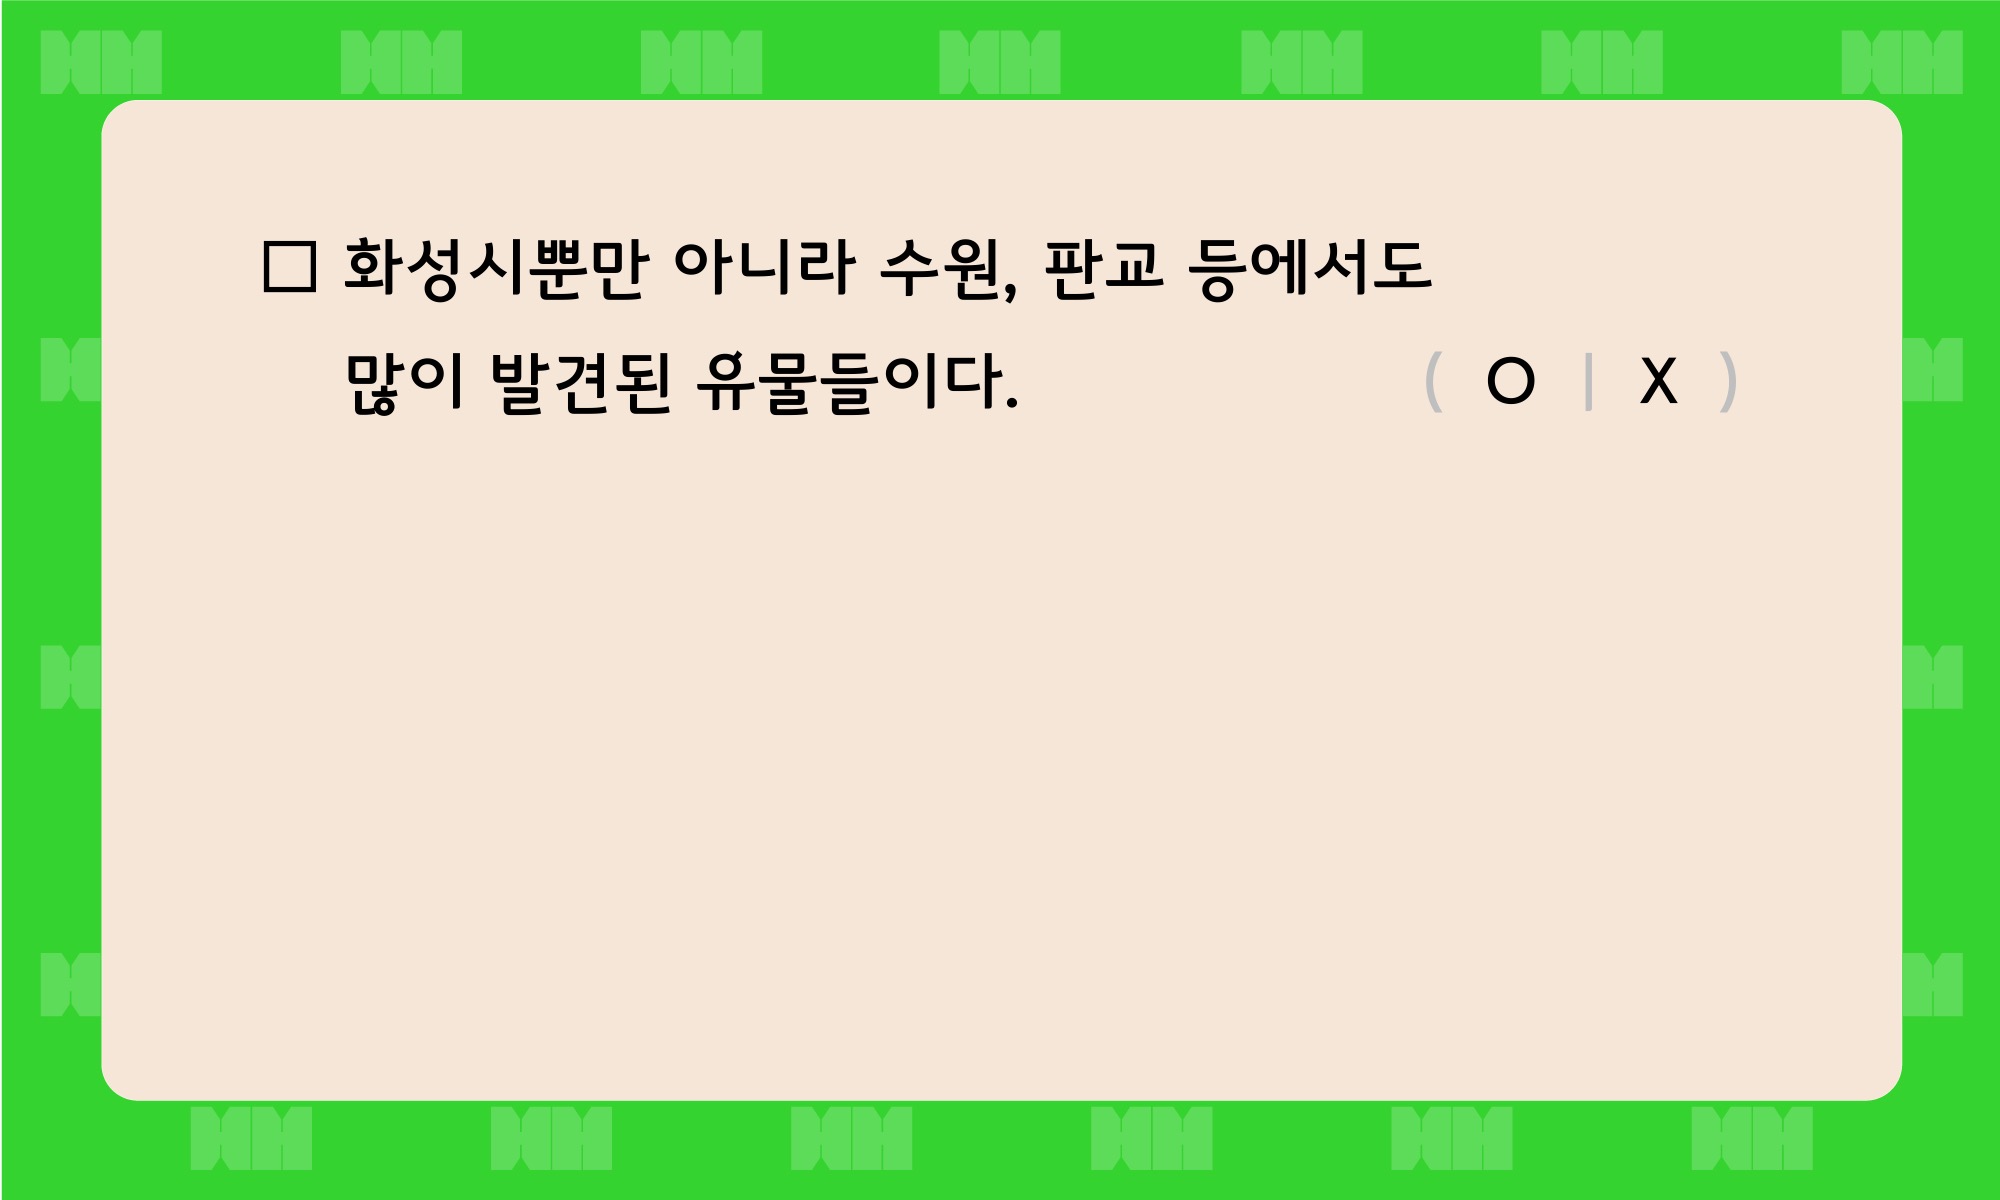 □ 화성시뿐만 아니라 수원, 판교 등에서도
많이 발견된 유물들이다. ( O | X )